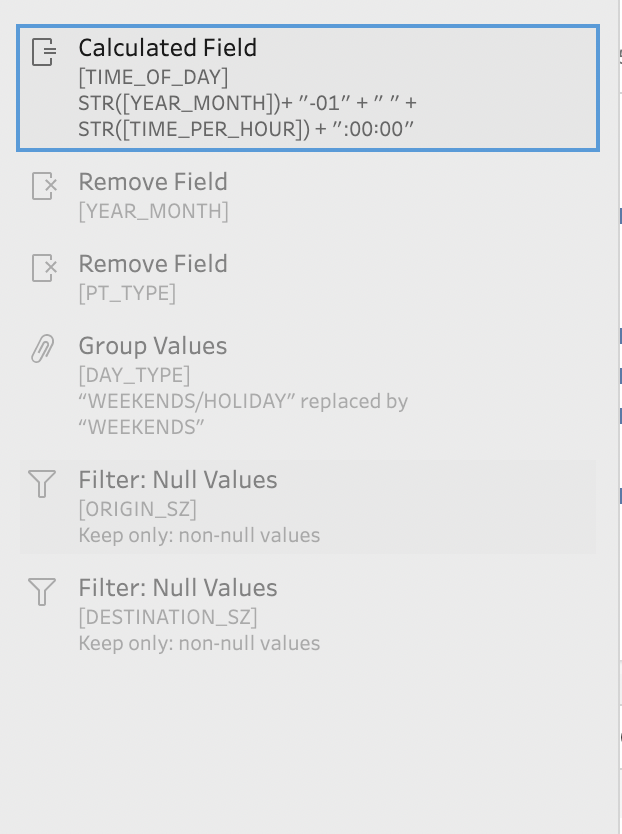 Calculated Field
[TIME_OF_DAY]
STR([YEAR_MONTH])+ "-01" + " " +
STR([TIME_PER_HOUR]) + ":00:00"
Remove Field
[YEAR_MONTH]
Remove Field
[PT_TYPE]
Group Values
[DAY_TYPE]
“WEEKENDS/HOLIDAY” replaced by
“WEEKENDS”
Filter: Null Values
[ORIGIN_SZ]
Keep only: non-null values
Filter: Null Values
[DESTINATION_SZ]
Keep only: non-null values